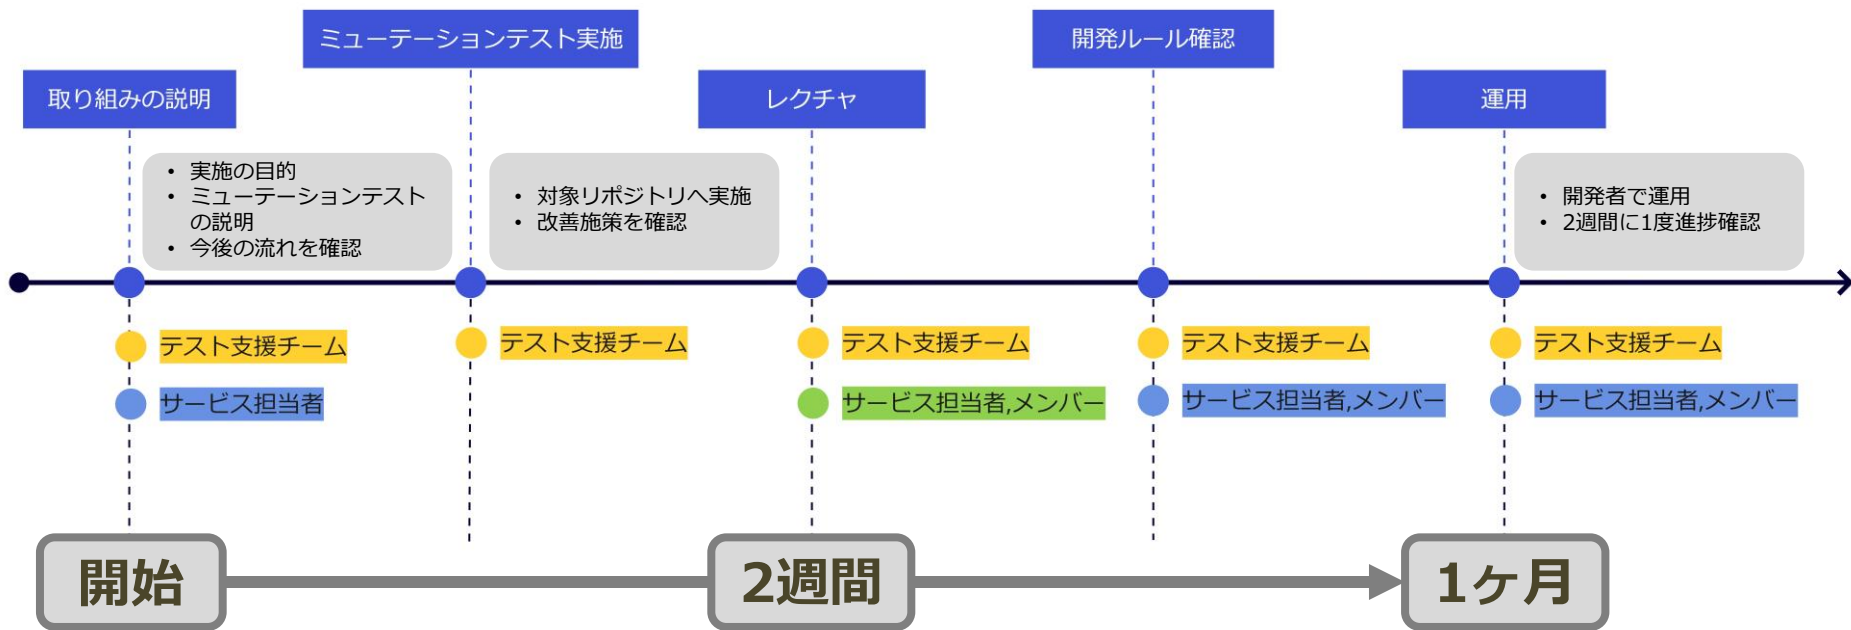 ミューテーションテスト実施
開発ルール確認
取り組みの説明
レクチャ
運用
• 実施の目的
• ミューテーションテスト
の説明
• 今後の流れを確認
• 対象リポジトリへ実施
• 改善施策を確認
• 開発者で運用
• 2週間に1度進捗確認
テスト支援チーム
テスト支援チーム
テスト支援チーム
テスト支援チーム
テスト支援チーム
サービス担当者
サービス担当者,メンバー
サービス担当者,メンバー
サービス担当者,メンバー
開始
2週間
1ヶ月